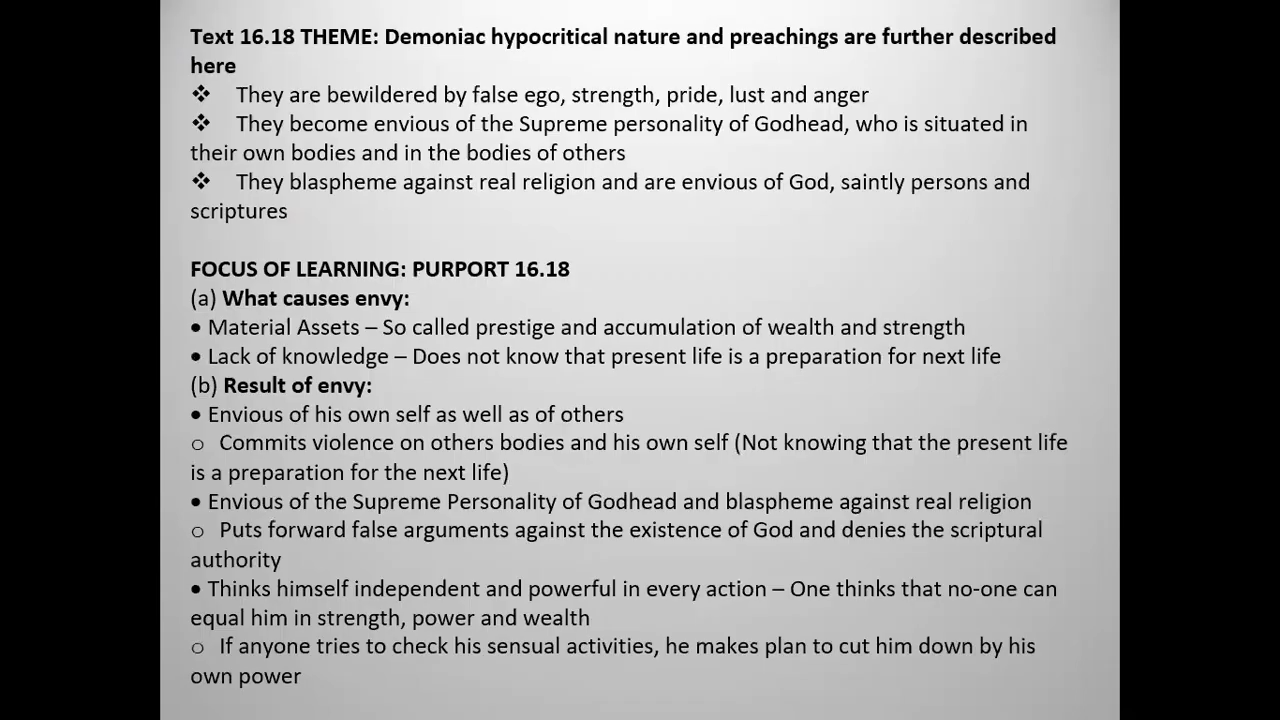 Text 16.18 THEME: Demoniac hypocritical nature and preachings are further described
here
❖ They are bewildered by false ego, strength, pride, lust and anger
❖ They become envious of the Supreme personality of Godhead, who is situated in
their own bodies and in the bodies of others
❖ They blaspheme against real religion and are envious of God, saintly persons and
scriptures
FOCUS OF LEARNING: PURPORT 16.18
(a) What causes envy:
• Material Assets – So called prestige and accumulation of wealth and strength
• Lack of knowledge – Does not know that present life is a preparation for next life
(b) Result of envy:
• Envious of his own self as well as of others
o Commits violence on others bodies and his own self (Not knowing that the present life
is a preparation for the next life)
• Envious of the Supreme Personality of Godhead and blaspheme against real religion
o Puts forward false arguments against the existence of God and denies the scriptural
authority
• Thinks himself independent and powerful in every action – One thinks that no-one can
equal him in strength, power and wealth
o If anyone tries to check his sensual activities, he makes plan to cut him down by his
own power